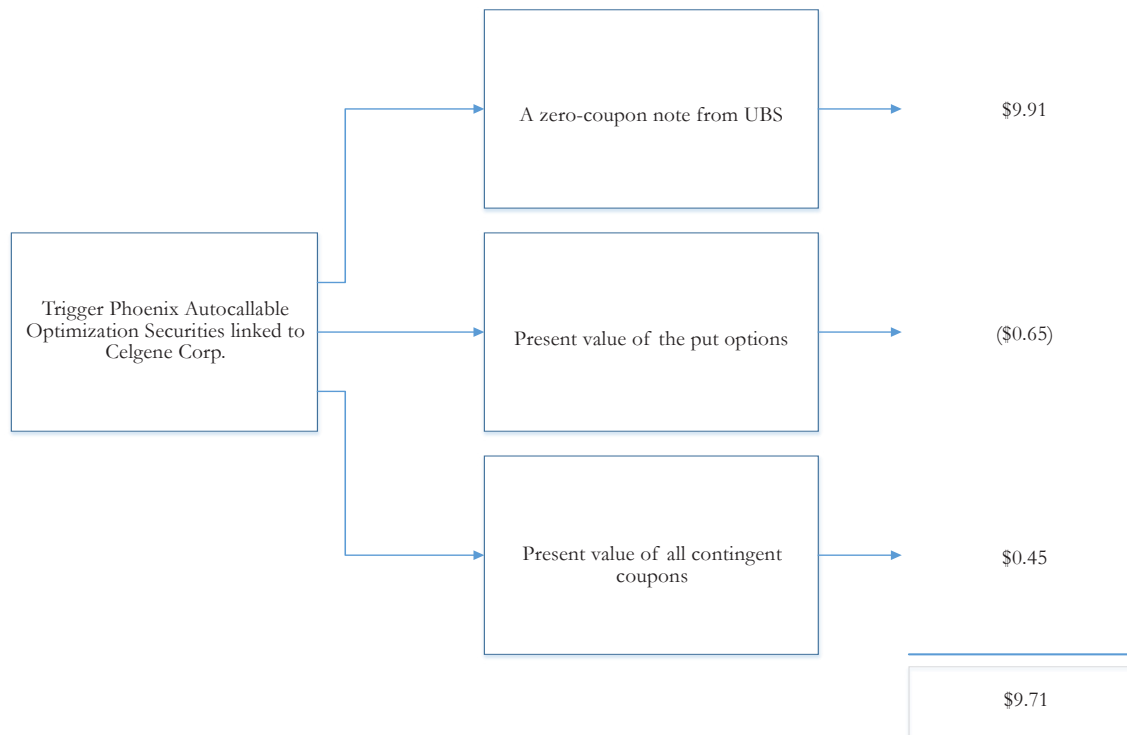 A zero-coupon note from UBS
$9.91
Trigger Phoenix Autocallable
Optimization Securities linked to
Celgene Corp.
Present value of the put options
($0.65)
Present value of all contingent
coupons
$0.45
$9.71